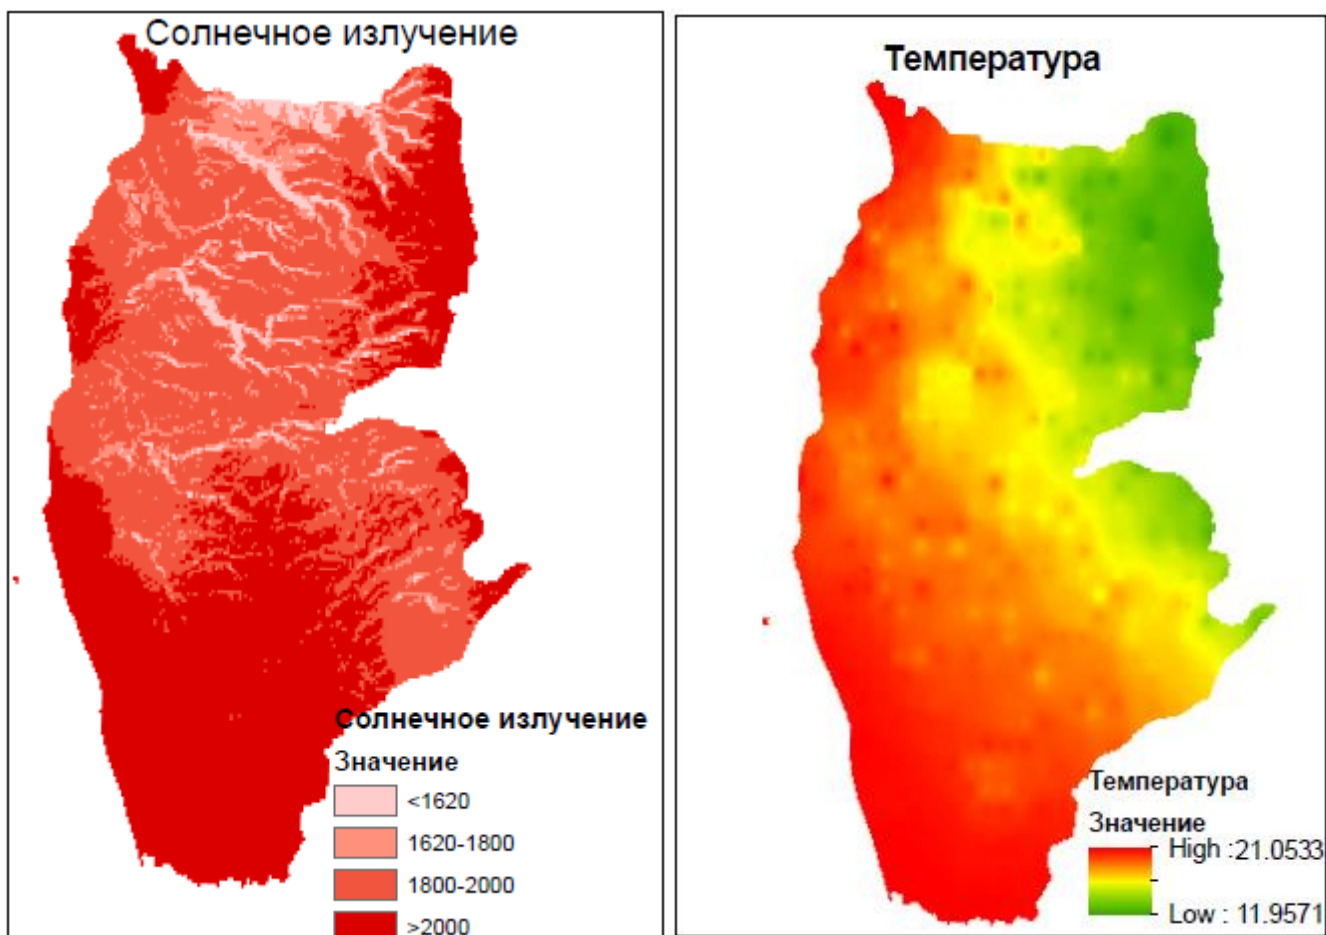 Солнечное излучение
Солнечное излучение
Значение
<1620
1620-1800
1800-2000
>2000
Температура
Температура
Значение
High :21.0533
Low : 11.9571